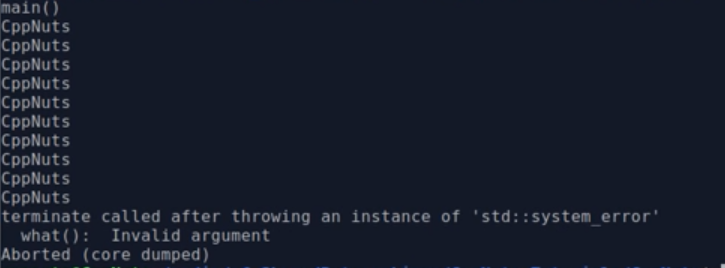 main()
CppNuts
CppNuts
CppNuts
CppNuts
CppNuts
CppNuts
CppNuts
CppNuts
CppNuts
CppNuts
terminate called after throwing an instance of 'std::system_error'
  what():  Invalid argument
Aborted (core dumped)